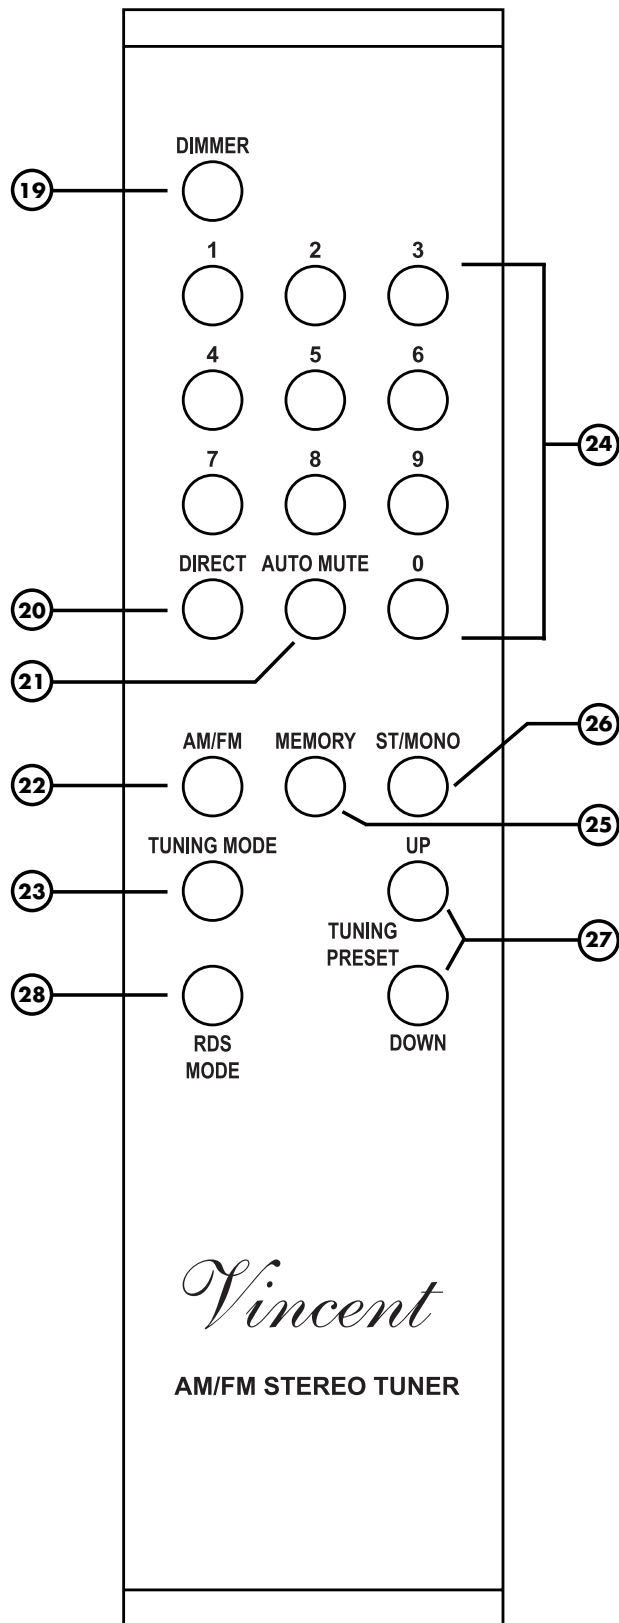 DIMMER
19
1 2 3
4 5 6
24
7 8 9
DIRECT AUTO MUTE 0
20
21
26
AM/FM MEMORY ST/MONO
22
25
TUNING MODE UP
23
TUNING
PRESET
27
28
RDS
MODE
DOWN
Vincent
AM/FM STEREO TUNER